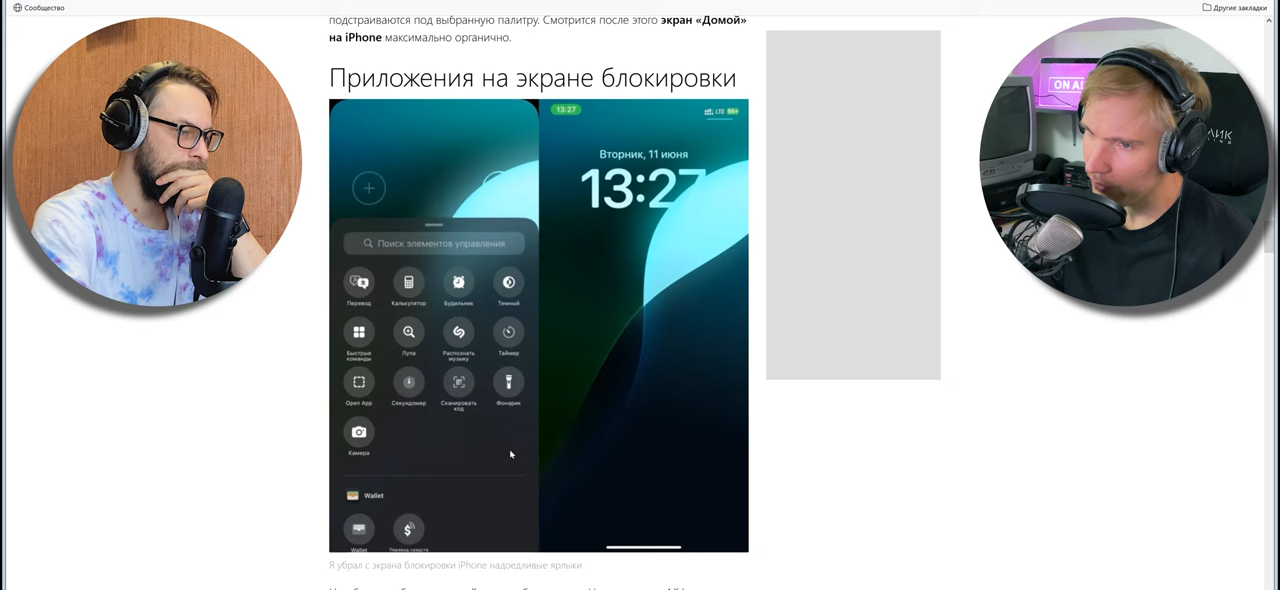 Сообщество
Другие закладки
подстраиваются под выбранную палитру. Смотрится после этого экран «Домой»
на iPhone максимально органично.
Приложения на экране блокировки
13:27
LTE
Вторник, 11 июня
13:27
Поиск элементов управления
Перевод
Калькулятор
Будильник
Темный
Быстрые
команды
Лупа
Распознать
музыку
Таймер
Open App
Секундомер
Сканировать
код
Фонарик
Камера
Wallet
Wallet
Перевод средств
Я убрал с экрана блокировки iPhone надоедливые ярлыки